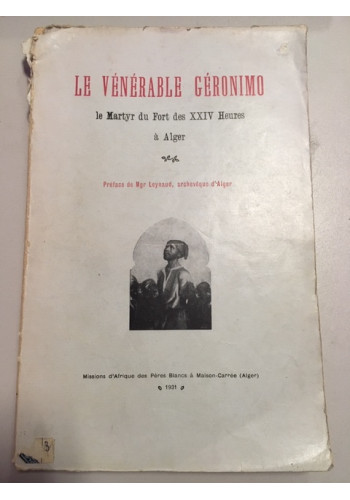 LE VÉNÉRABLE GÉRONIMO
le Martyr du Fort des XXIV Heures
à Alger
Préface de Mgr Leynaud, archevêque d'Alger
Missions d'Afrique des Pères Blancs à Maison-Carrée (Alger)
1931
3